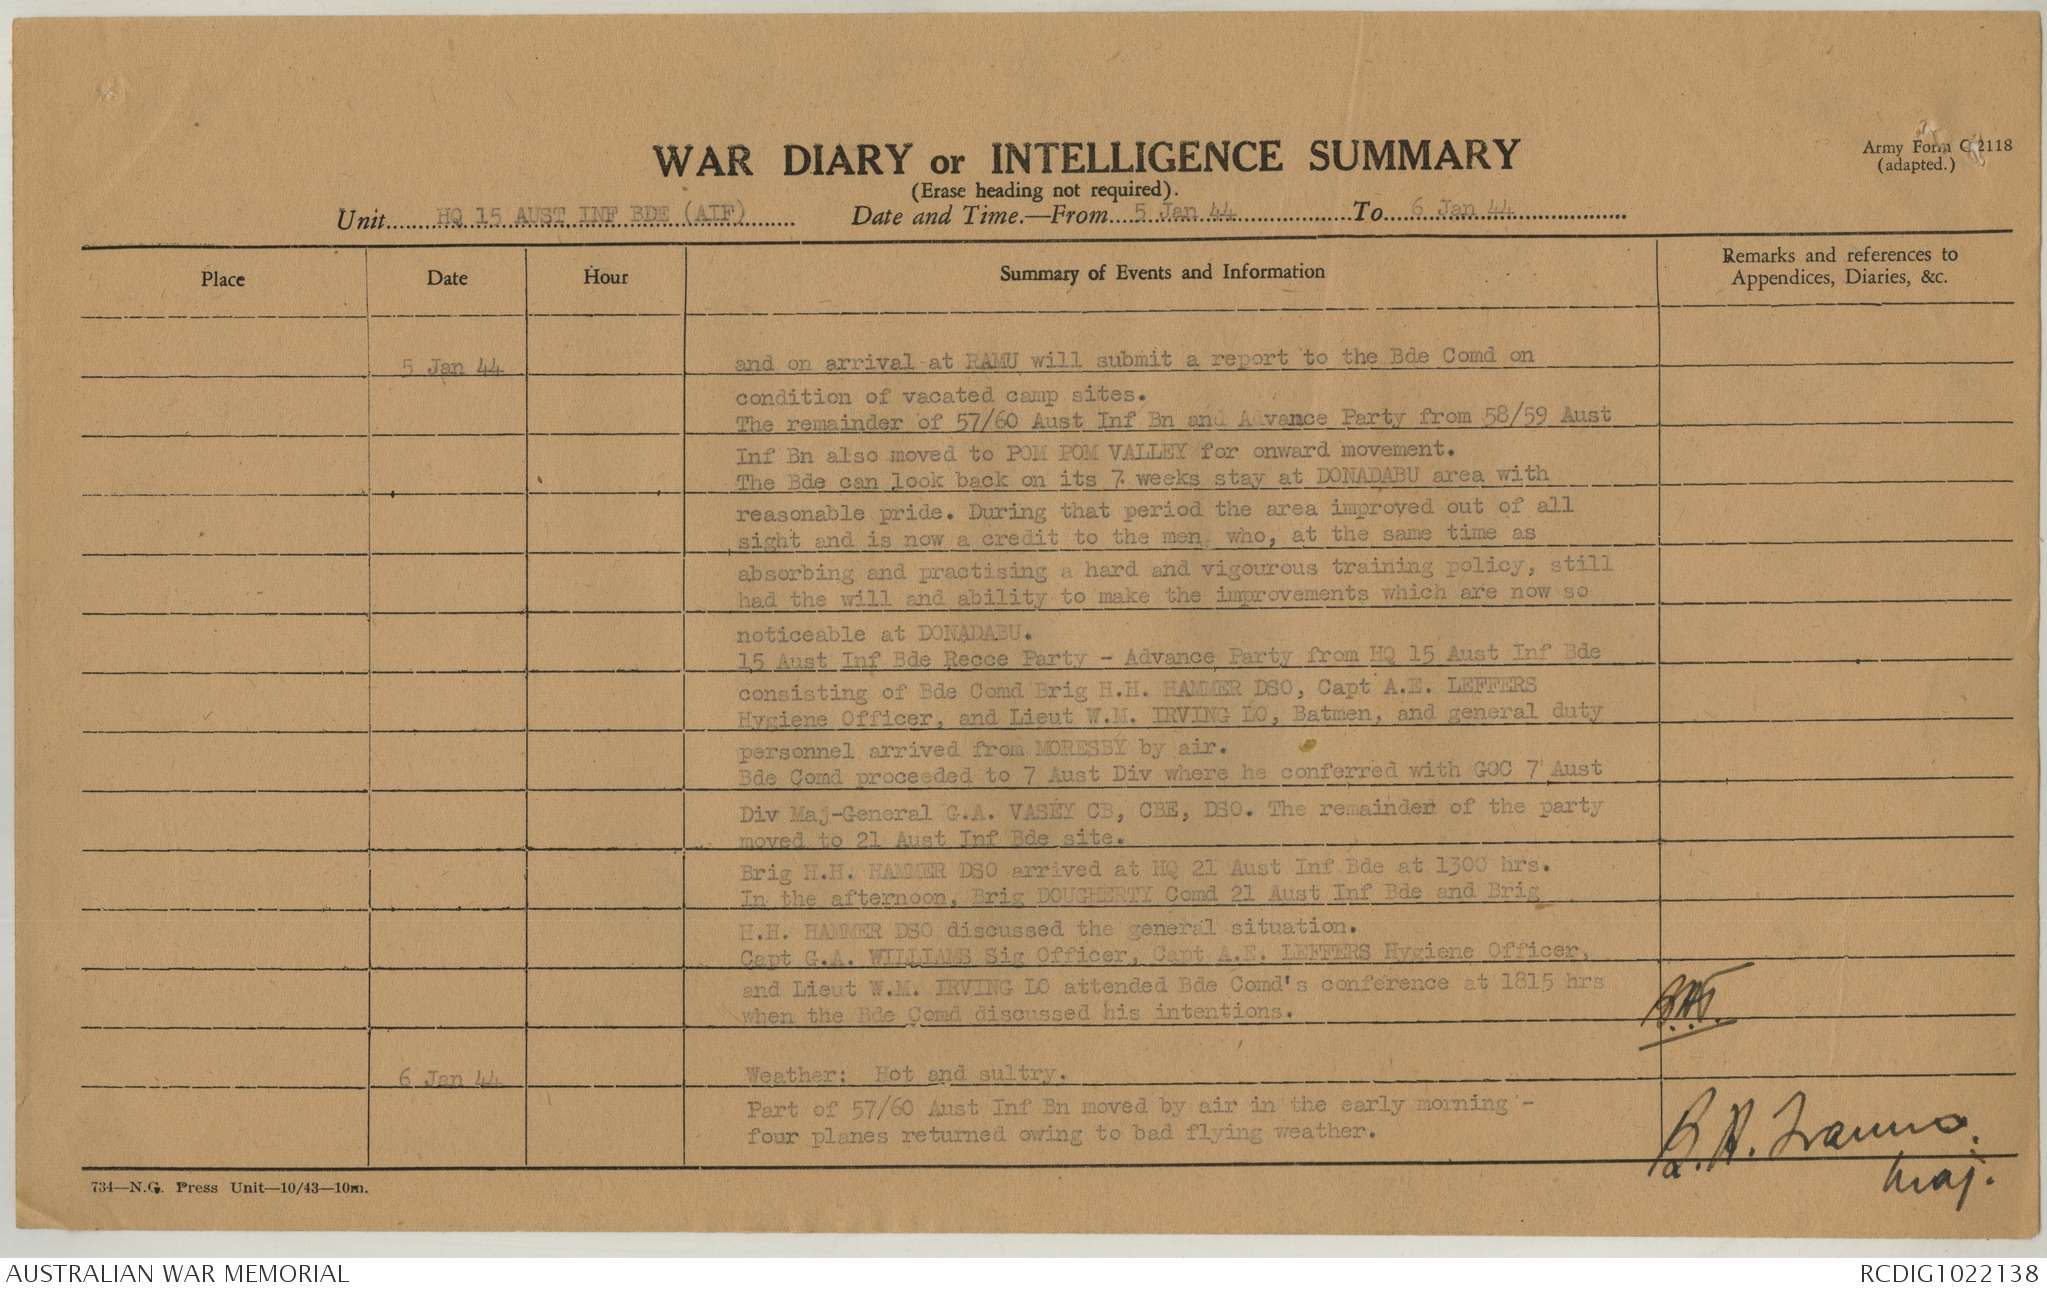 WAR DIARY or INTELLIGENCE SUMMARY
Army Form C 2118
(adapted.)
(Erase heading not required).
Unit HQ 15 AUST INF BDE (AIF) Date and Time.—From 5 Jan 44 To 6 Jan 44
Place Date Hour Summary of Events and Information Remarks and references to Appendices, Diaries, &c.
5 Jan 44 and on arrival at RAMU will submit a report to the Bde Comd on
condition of vacated camp sites.
The remainder of 57/60 Aust Inf Bn and Advance Party from 58/59 Aust
Inf Bn also moved to POM POM VALLEY for onward movement.
The Bde can look back on its 7 weeks stay at DONADABU area with
reasonable pride. During that period the area improved out of all
sight and is now a credit to the men who, at the same time as
absorbing and practising a hard and vigourous training policy, still
had the will and ability to make the improvements which are now so
noticeable at DONADABU.
15 Aust Inf Bde Recce Party - Advance Party from HQ 15 Aust Inf Bde
consisting of Bde Comd Brig H.H. HAMMER DSO, Capt A.E. LEFFERS
Hygiene Officer, and Lieut W.M. IRVING LO, Batmen, and general duty
personnel arrived from MORESBY by air.
Bde Comd proceeded to 7 Aust Div where he conferred with GOC 7 Aust
Div Maj-General G.A. VASEY CB, CBE, DSO. The remainder of the party
moved to 21 Aust Inf Bde site.
Brig H.H. HAMMER DSO arrived at HQ 21 Aust Inf Bde at 1300 hrs.
In the afternoon, Brig DOUGHERTY Comd 21 Aust Inf Bde and Brig
H.H. HAMMER DSO discussed the general situation.
Capt G.A. WILLIAMS Sig Officer, Capt A.E. LEFFERS Hygiene Officer,
and Lieut W.M. IRVING LO attended Bde Comd's conference at 1815 hrs
when the Bde Comd discussed his intentions.
6 Jan 44 Weather: Hot and sultry.
Part of 57/60 Aust Inf Bn moved by air in the early morning -
four planes returned owing to bad flying weather.
Maj.
734—N.G. Press Unit—10/43—10m.
AUSTRALIAN WAR MEMORIAL
RCDIG1022138